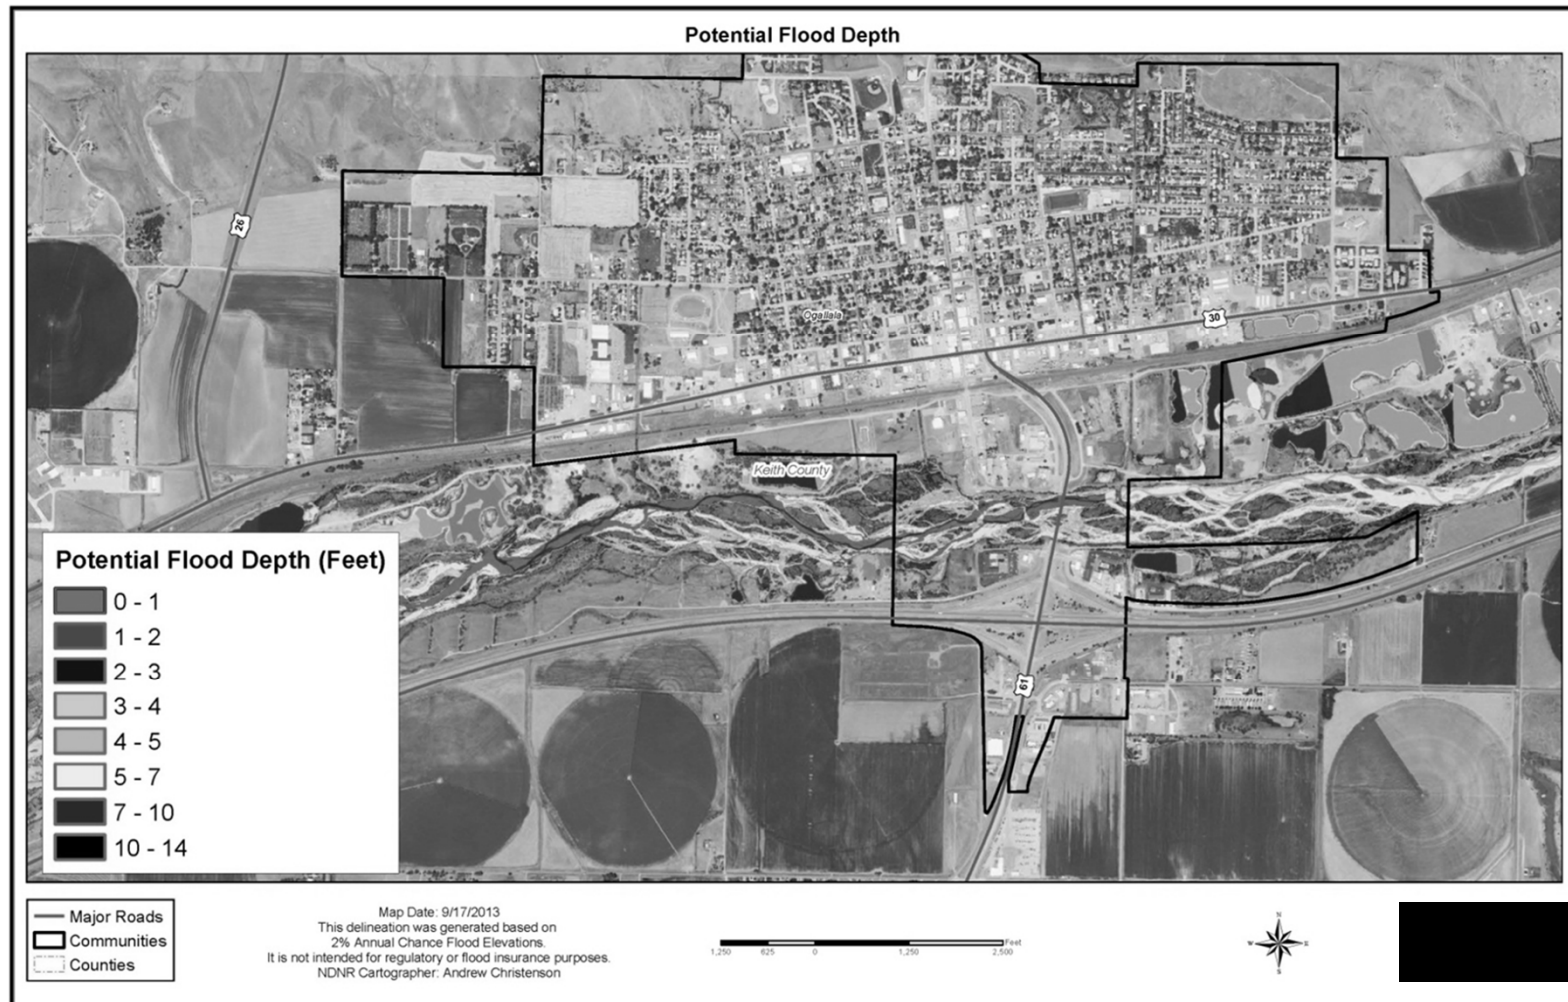 Potential Flood Depth
26
30
Ogallala
Keith County
61
Potential Flood Depth (Feet)
0 - 1
1 - 2
2 - 3
3 - 4
4 - 5
5 - 7
7 - 10
10 - 14
Major Roads
Communities
Counties
Map Date: 9/17/2013
This delineation was generated based on
2% Annual Chance Flood Elevations.
It is not intended for regulatory or flood insurance purposes.
NDNR Cartographer: Andrew Christenson
Feet
1,250 625 0 1,250 2,500
N
W E
S